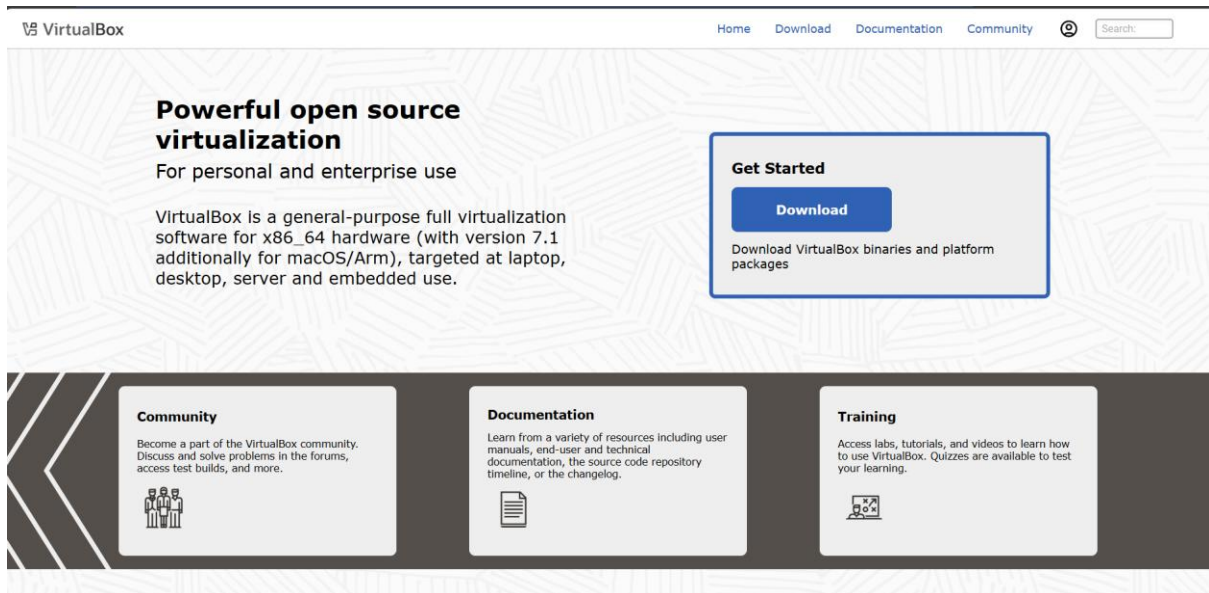 VirtualBox
Home Download Documentation Community Search:
Powerful open source
virtualization
For personal and enterprise use
VirtualBox is a general-purpose full virtualization
software for x86_64 hardware (with version 7.1
additionally for macOS/Arm), targeted at laptop,
desktop, server and embedded use.
Get Started
Download
Download VirtualBox binaries and platform
packages
Community
Become a part of the VirtualBox community.
Discuss and solve problems in the forums,
access test builds, and more.
Documentation
Learn from a variety of resources including user
manuals, end-user and technical
documentation, the source code repository
timeline, or the changelog.
Training
Access labs, tutorials, and videos to learn how
to use VirtualBox. Quizzes are available to test
your learning.